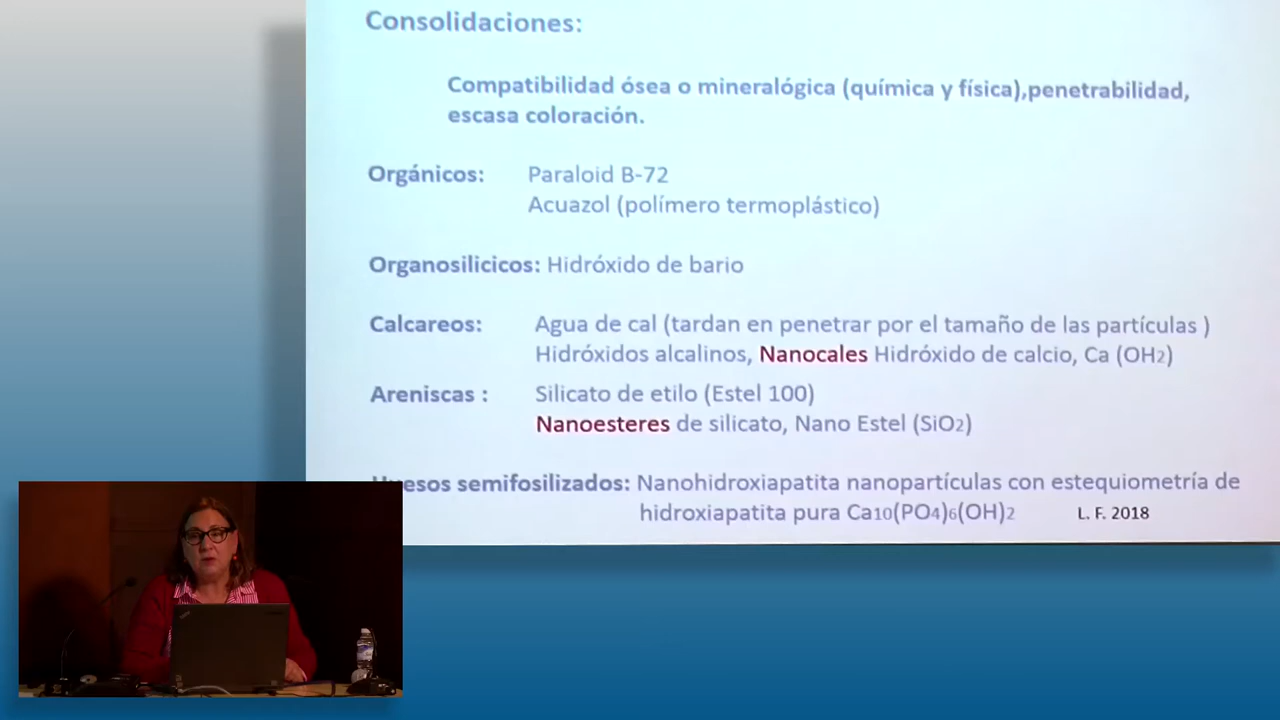 Consolidaciones:
Compatibilidad ósea o mineralógica (química y física),penetrabilidad,
escasa coloración.
Orgánicos: Paraloid B-72
Acuazol (polímero termoplástico)
Organosilicicos: Hidróxido de bario
Calcareos: Agua de cal (tardan en penetrar por el tamaño de las partículas )
Hidróxidos alcalinos, Nanocales Hidróxido de calcio, Ca (OH2)
Areniscas : Silicato de etilo (Estel 100)
Nanoesteres de silicato, Nano Estel (SiO2)
semifosilizados: Nanohidroxiapatita nanopartículas con estequiometría de
hidroxiapatita pura Ca10(PO4)6(OH)2 L. F. 2018